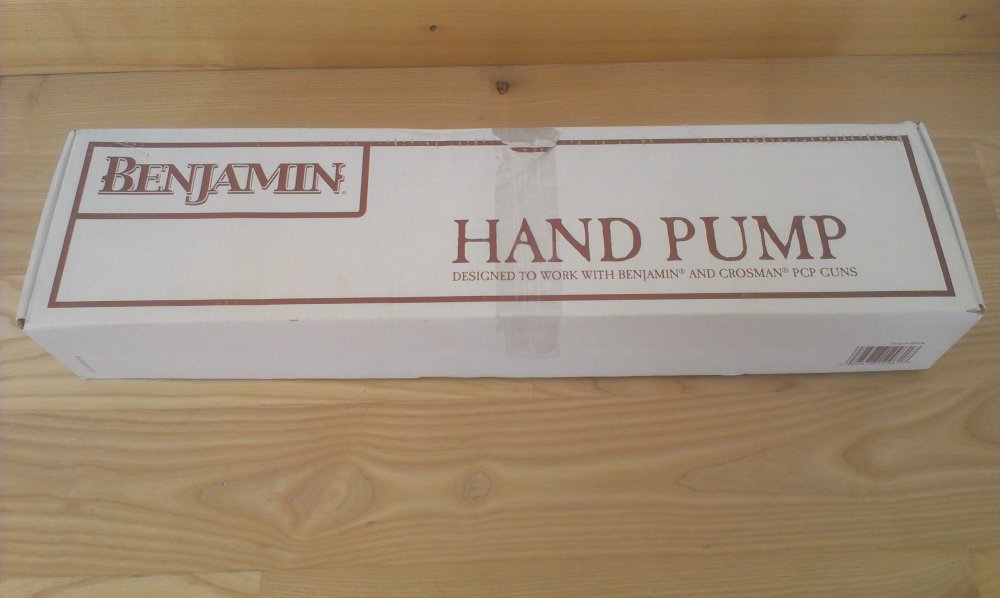 BENJAMIN®
HAND PUMP
DESIGNED TO WORK WITH BENJAMIN® AND CROSMAN® PCP GUNS